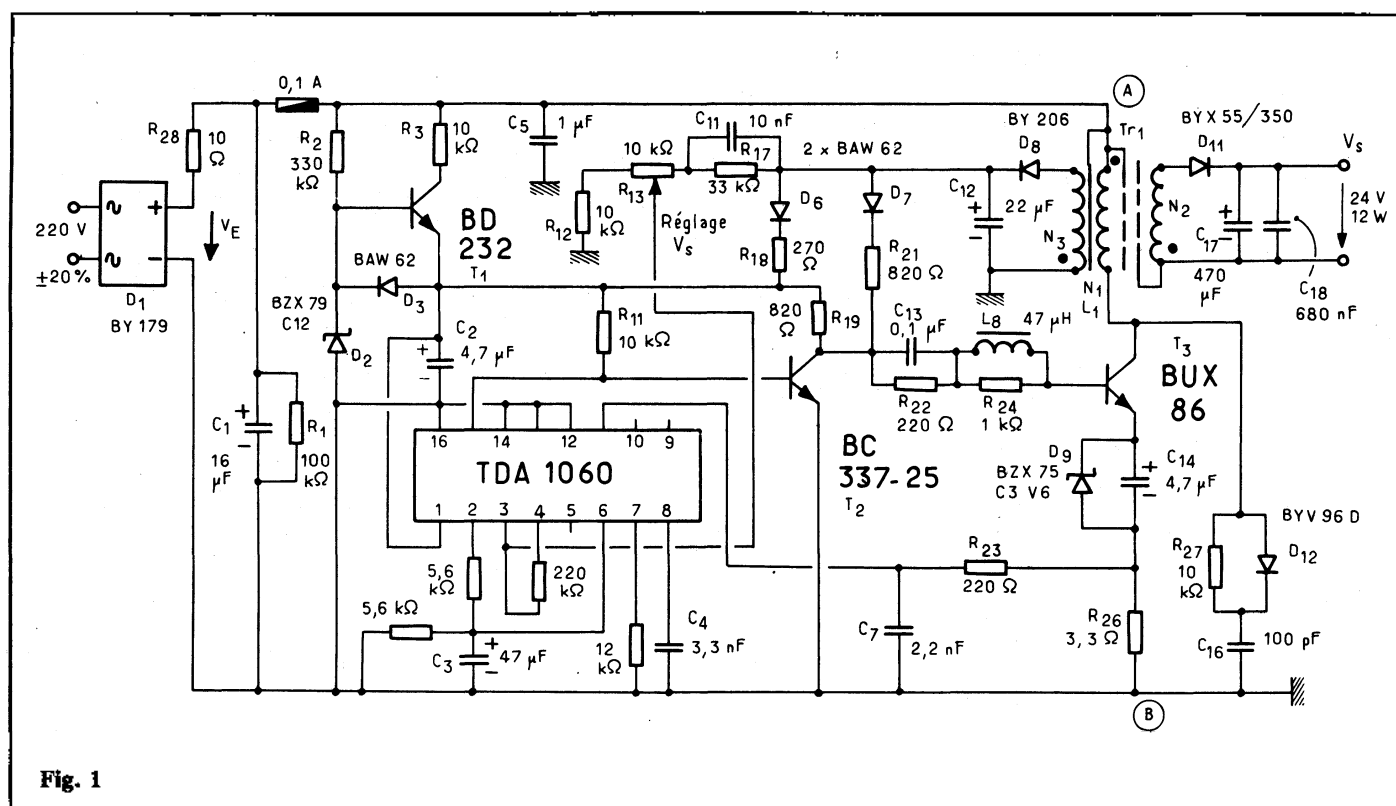 0,1 A
A
R28
10
Ω
R2
330
kΩ
R3
10
kΩ
C5
1 µF
C11
10 nF
R17
33 kΩ
10 kΩ
R13
R12
10
kΩ
Réglage
Vs
2 x BAW 62
D6
R18
270
Ω
D7
R21
820 Ω
BY 206
D8
C12
+
−
22 µF
N3
Tr1
N1
L1
BYX 55/350
D11
N2
+
C17
−
470
µF
C18
680 nF
Vs
24 V
12 W
220 V
±20%
+
−
D1
BY 179
VE
BD
232
T1
BAW 62
D3
BZX 79
C12
D2
C2
+
4,7 µF
−
R11
10 kΩ
820
Ω
R19
C13
0,1 µF
L8
47 µH
R22
220 Ω
R24
1 kΩ
T3
BUX
86
C1
+
−
16
µF
R1
100
kΩ
16
14
12
10
9
TDA 1060
1
2
3
4
5
6
7
8
BC
337-25
T2
D9
BZX 75
C3 V6
+
C14
4,7 µF
−
BYV 96 D
R27
10
kΩ
D12
5,6
kΩ
220
kΩ
5,6 kΩ
C3
+
−
47 µF
12
kΩ
C4
3,3 nF
C7
2,2 nF
R23
220 Ω
R26
3,3 Ω
C16
100 pF
B
Fig. 1